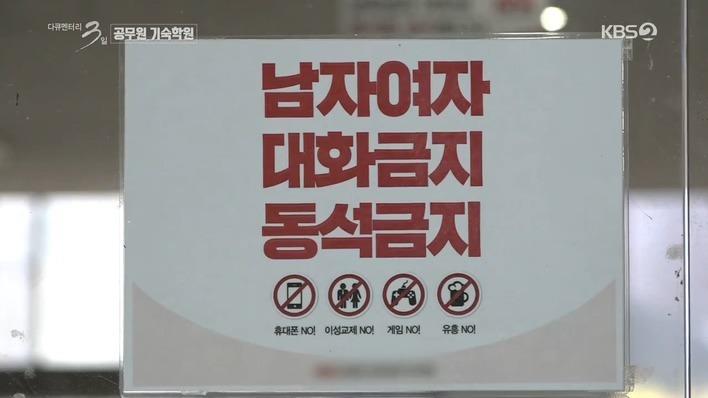 다큐멘터리 3일 공무원 기숙학원
KBS2
남자여자
대화금지
동석금지
휴대폰 NO! 이성교제 NO! 게임 NO! 유흥 NO!